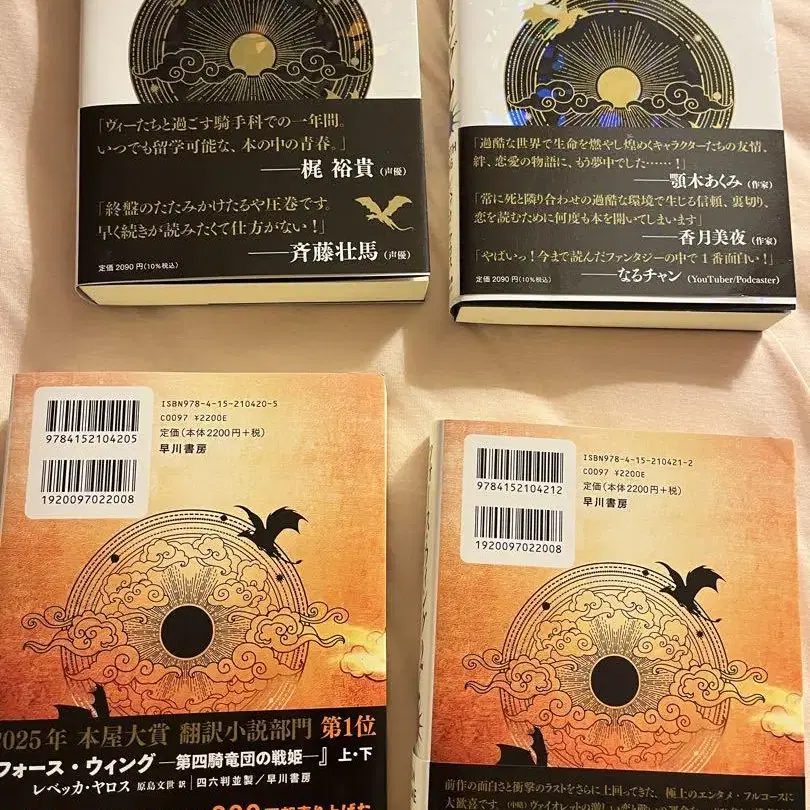 「ヴィーたちと過ごす騎手科での一年間。
いつでも留学可能な、本の中の青春。」
——梶 裕貴（声優）
「終盤のたたみかけたるや圧巻です。
早く続きが読みたくて仕方がない！」
——斉藤壮馬（声優）
定価 2090円（10%税込）
「過酷な世界で生命を燃やし煌めくキャラクターたちの友情、
絆、恋愛の物語に、もう夢中でした……！」
——顎木あくみ（作家）
「常に死と隣り合わせの過酷な環境で生じる信頼、裏切り、
恋を読むために何度も本を開いてしまいます」
——香月美夜（作家）
「やばいっ！今まで読んだファンタジーの中で１番面白い！」
——なるチャン（YouTuber/Podcaster）
定価 2090円（10%税込）
ISBN978-4-15-210420-5
C0097 ¥2200E
定価（本体2200円+税）
早川書房
9784152104205
1920097022008
2025年 本屋大賞 翻訳小説部門 第1位
フォース・ウィング —第四騎竜団の戦姫—』上・下
レベッカ・ヤロス 原島文世 訳｜四六判並製／早川書房
ISBN978-4-15-210421-2
C0097 ¥2200E
定価（本体2200円+税）
早川書房
9784152104212
1920097022008
前作の面白さと衝撃のラストをさらに上回ってきた、極上のエンタメ・フルコースに
大歓喜です。（中略）ヴァイオレットの